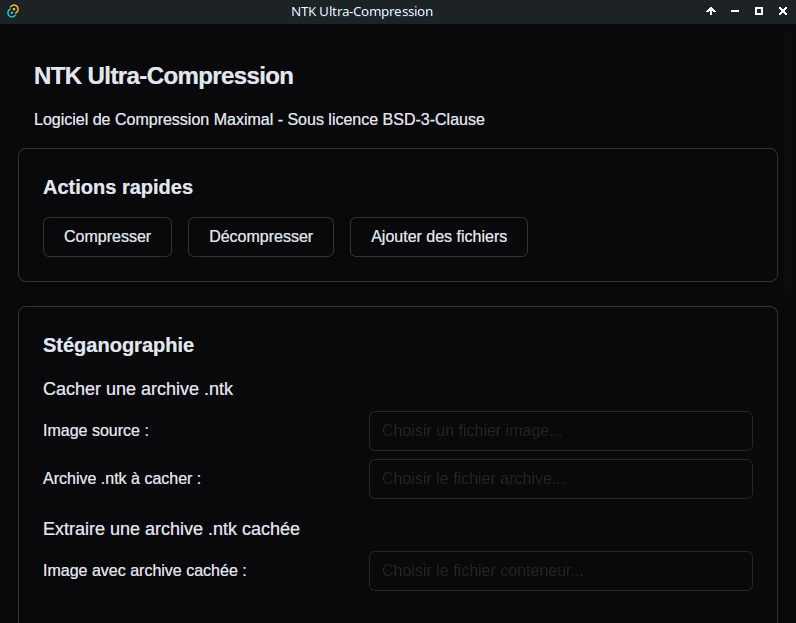 NTK Ultra-Compression
NTK Ultra-Compression
Logiciel de Compression Maximal - Sous licence BSD-3-Clause
Actions rapides
Compresser
Décompresser
Ajouter des fichiers
Stéganographie
Cacher une archive .ntk
Image source :
Choisir un fichier image...
Archive .ntk à cacher :
Choisir le fichier archive...
Extraire une archive .ntk cachée
Image avec archive cachée :
Choisir le fichier conteneur...